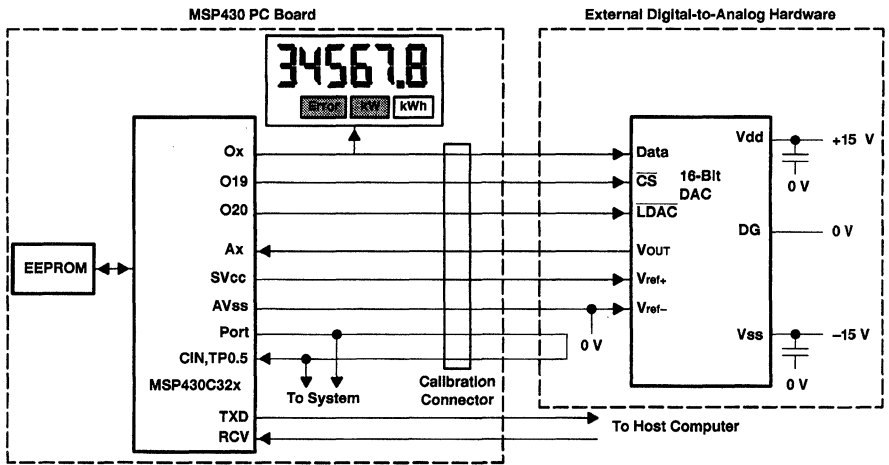 MSP430 PC Board
External Digital-to-Analog Hardware
34567.8
Error kW kWh
Ox
O19
O20
Ax
SVcc
AVss
Port
CIN,TP0.5
MSP430C32x
TXD
RCV
EEPROM
To System
Calibration
Connector
Data
CS
LDAC
16-Bit
DAC
VOUT
Vref+
Vref–
Vdd
DG
Vss
+15 V
0 V
0 V
–15 V
0 V
0 V
To Host Computer